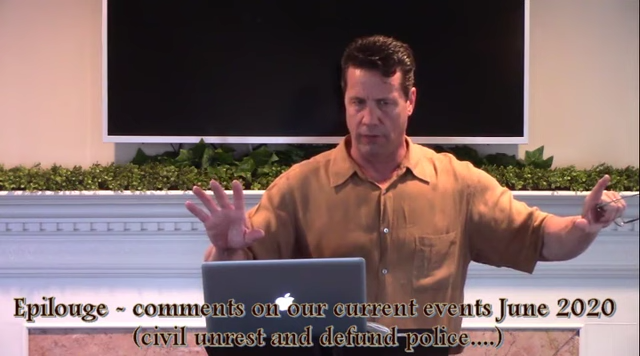 Epilouge ~ comments on our current events June 2020
(civil unrest and defund police....)